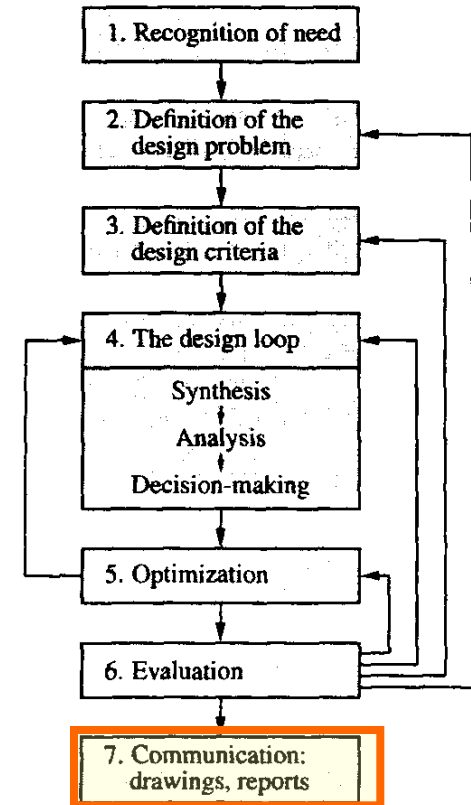 1. Recognition of need
2. Definition of the
design problem
3. Definition of the
design criteria
4. The design loop
Synthesis
Analysis
Decision-making
5. Optimization
6. Evaluation
7. Communication:
drawings, reports